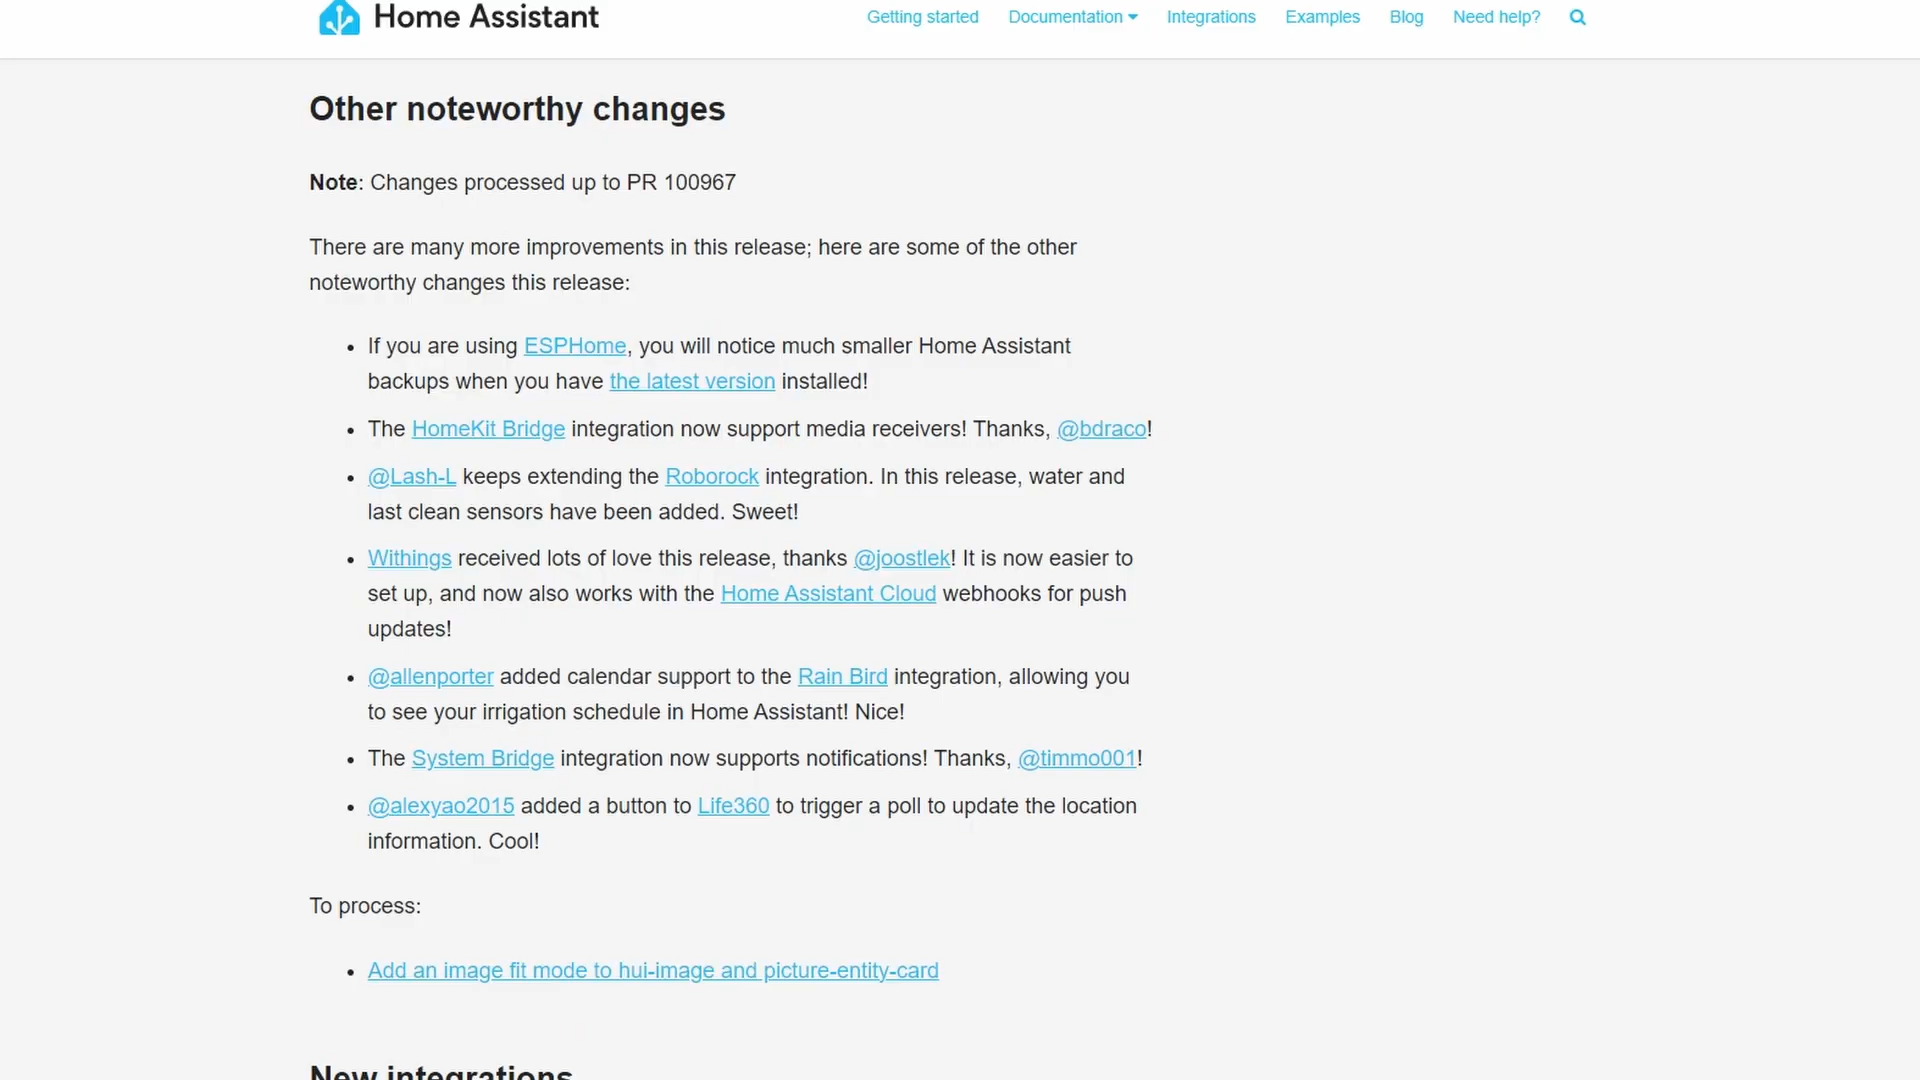 Home Assistant
Getting started Documentation Integrations Examples Blog Need help?
Other noteworthy changes
Note: Changes processed up to PR 100967
There are many more improvements in this release; here are some of the other
noteworthy changes this release:
If you are using ESPHome, you will notice much smaller Home Assistant
backups when you have the latest version installed!
The HomeKit Bridge integration now support media receivers! Thanks, @bdraco!
@Lash-L keeps extending the Roborock integration. In this release, water and
last clean sensors have been added. Sweet!
Withings received lots of love this release, thanks @joostlek! It is now easier to
set up, and now also works with the Home Assistant Cloud webhooks for push
updates!
@allenporter added calendar support to the Rain Bird integration, allowing you
to see your irrigation schedule in Home Assistant! Nice!
The System Bridge integration now supports notifications! Thanks, @timmo001!
@alexyao2015 added a button to Life360 to trigger a poll to update the location
information. Cool!
To process:
Add an image fit mode to hui-image and picture-entity-card
New integrations